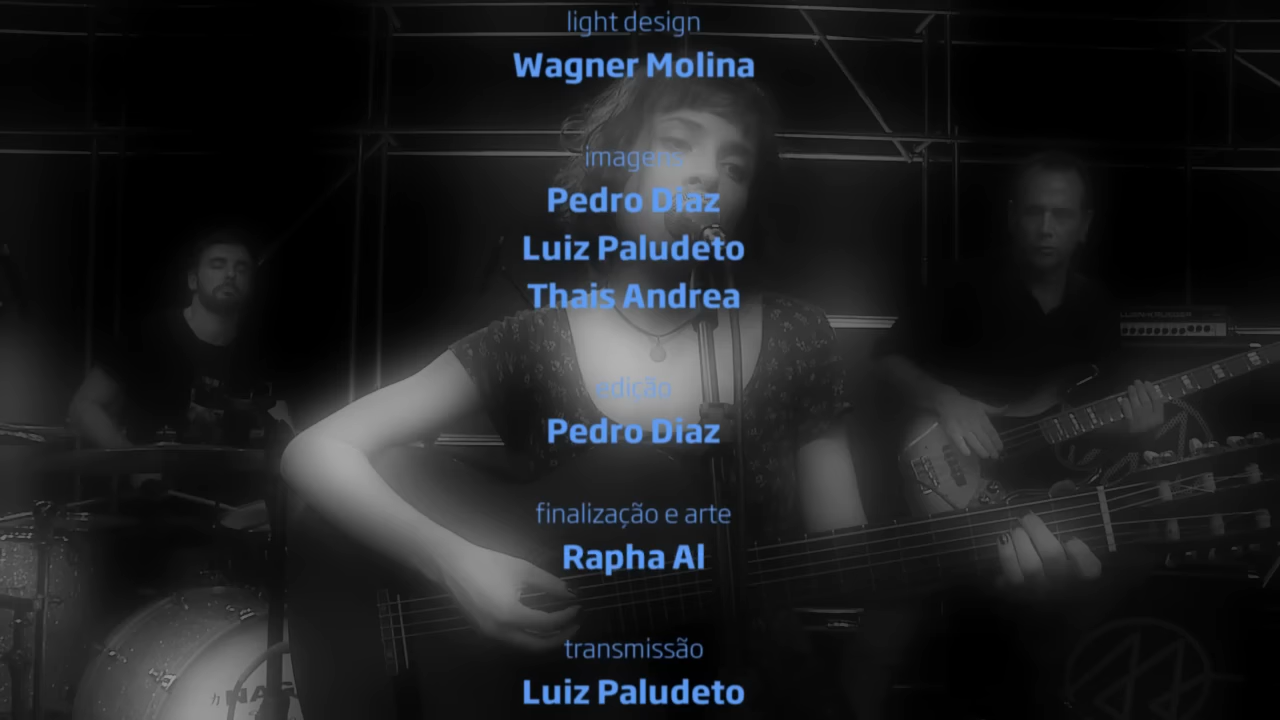 light design
Wagner Molina
imagens
Pedro Diaz
Luiz Paludeto
Thais Andrea
edição
Pedro Diaz
finalização e arte
Rapha Al
transmissão
Luiz Paludeto